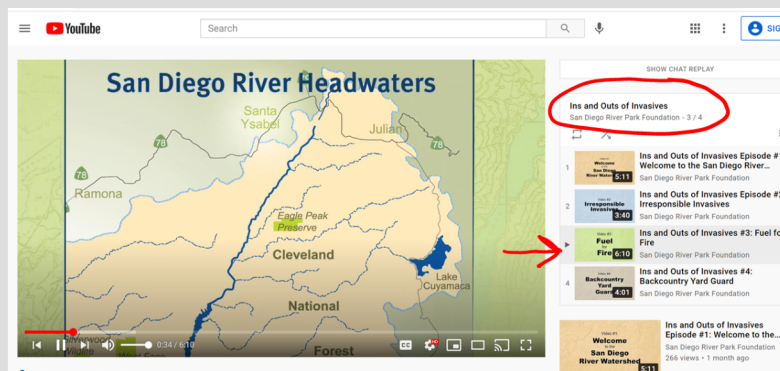 YouTube
Search
SIG
San Diego River Headwaters
Santa
Ysabel
Julian
78
78
79
Ramona
Eagle Peak
Preserve
Cleveland
Lake
Cuyamaca
National
Forest
0:34 / 6:10
CC
HD
SHOW CHAT REPLAY
Ins and Outs of Invasives
San Diego River Park Foundation - 3 / 4
1
Welcome
to the
San Diego
River Water
5:11
Ins and Outs of Invasives Episode #1
Welcome to the San Diego River...
San Diego River Park Foundation
2
Irresponsible
Invasives
3:40
Ins and Outs of Invasives Episode #2
Irresponsible Invasives
San Diego River Park Foundation
Video #3
Fuel
for
Fire
6:10
Ins and Outs of Invasives #3: Fuel fo
Fire
San Diego River Park Foundation
4
Backcountry
Yard
Guard
4:01
Ins and Outs of Invasives #4:
Backcountry Yard Guard
San Diego River Park Foundation
Video #1
Welcome
to the
San Diego
River Watershed
5:11
Ins and Outs of Invasives
Episode #1: Welcome to the...
San Diego River Park Foundation
266 views • 1 month ago